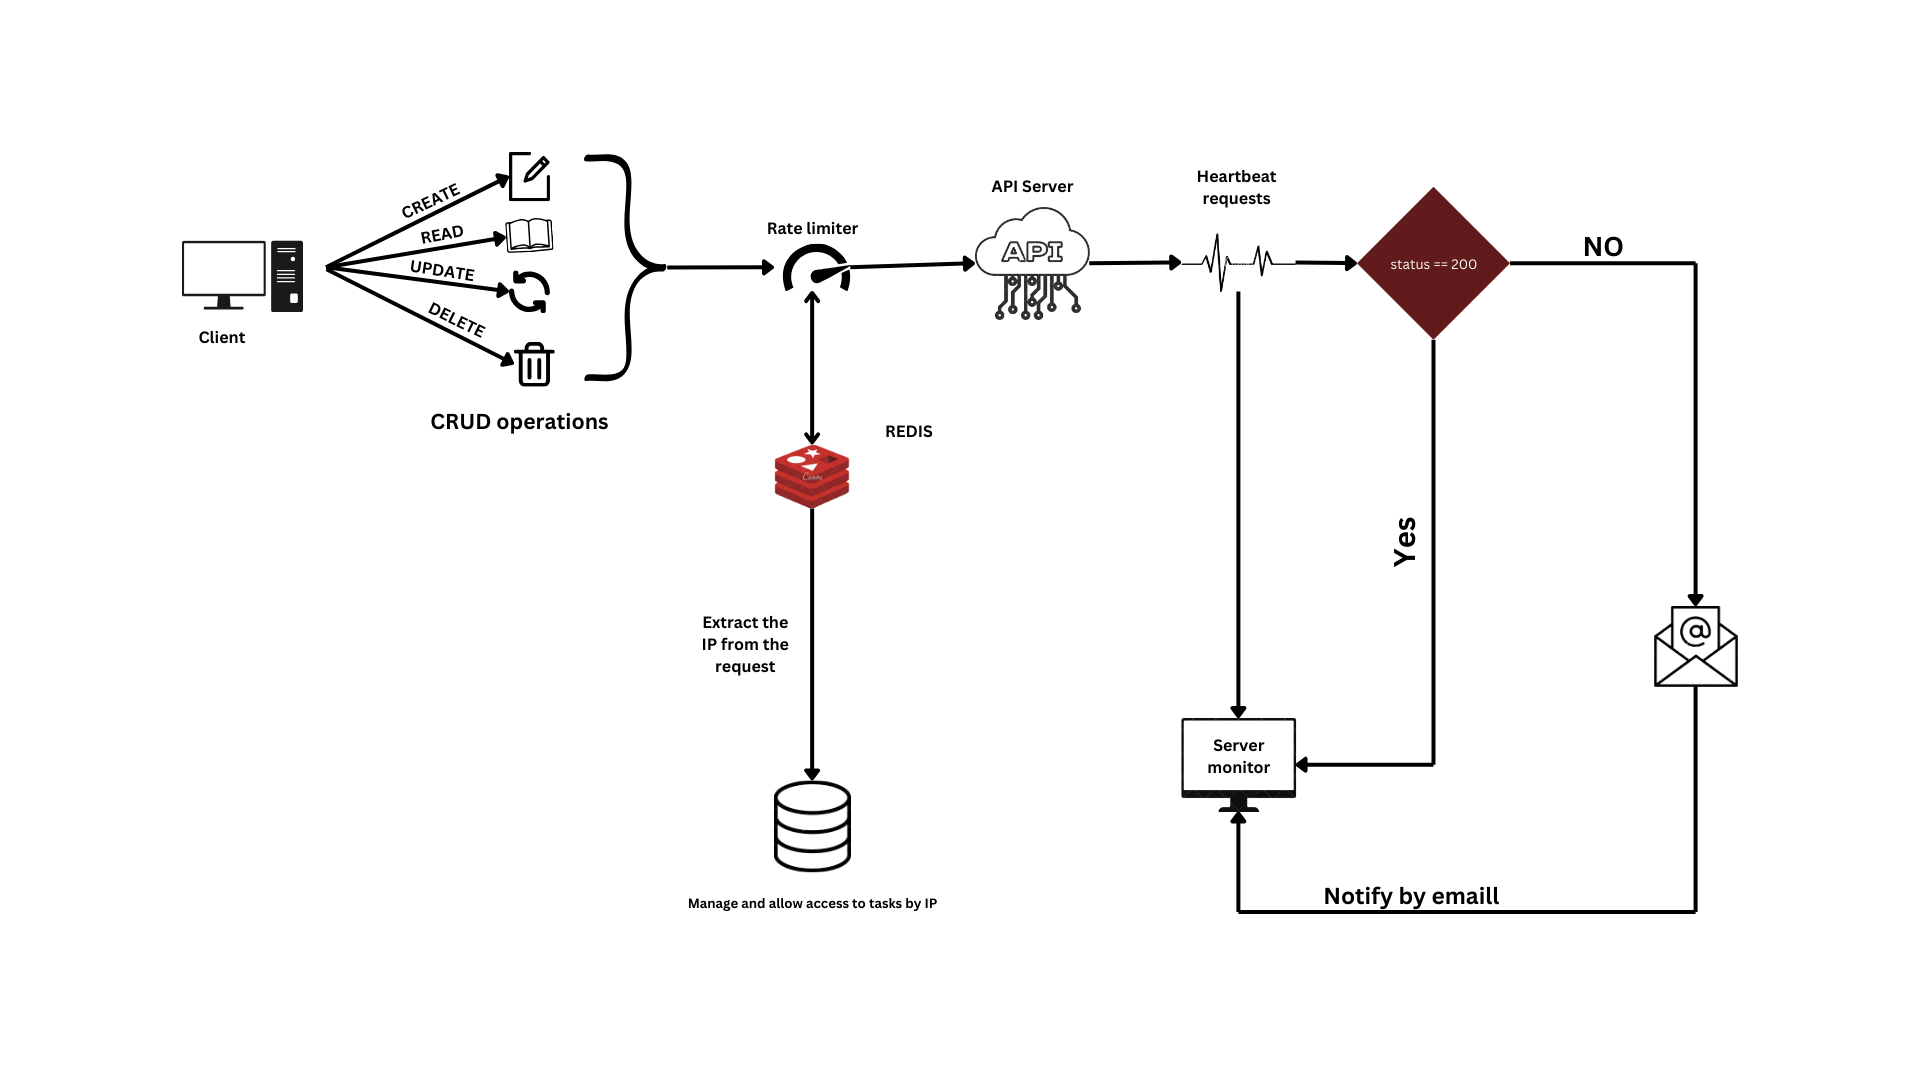 CREATE
READ
UPDATE
DELETE
Client
CRUD operations
Rate limiter
API Server
API
Heartbeat
requests
status == 200
NO
REDIS
Canva
Yes
Extract the
IP from the
request
@
Server
monitor
Manage and allow access to tasks by IP
Notify by emaill